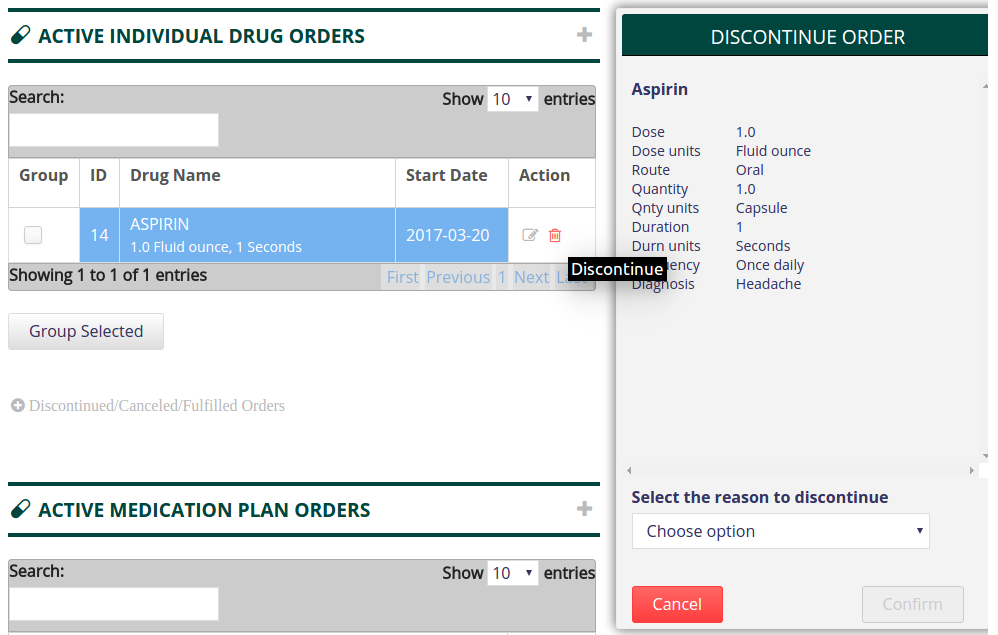 ACTIVE INDIVIDUAL DRUG ORDERS
Search:
Show 10 entries
Group ID Drug Name Start Date Action
14 ASPIRIN 2017-03-20
1.0 Fluid ounce, 1 Seconds
Showing 1 to 1 of 1 entries
First Previous 1 Next
Discontinue
Group Selected
Discontinued/Canceled/Fulfilled Orders
ACTIVE MEDICATION PLAN ORDERS
Search:
Show 10 entries
DISCONTINUE ORDER
Aspirin
Dose 1.0
Dose units Fluid ounce
Route Oral
Quantity 1.0
Qnty units Capsule
Duration 1
Durn units Seconds
Once daily
Diagnosis Headache
Select the reason to discontinue
Choose option
Cancel Confirm